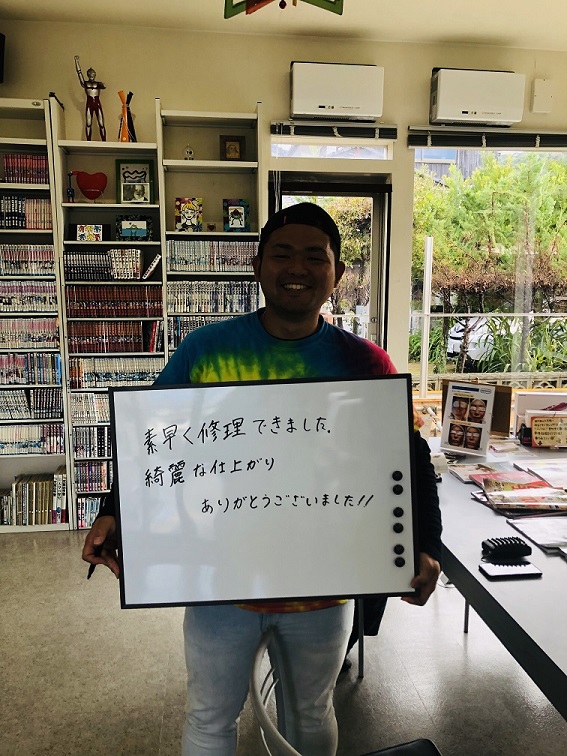 素早く修理できました.
綺麗な仕上がり
ありがとうございました!!